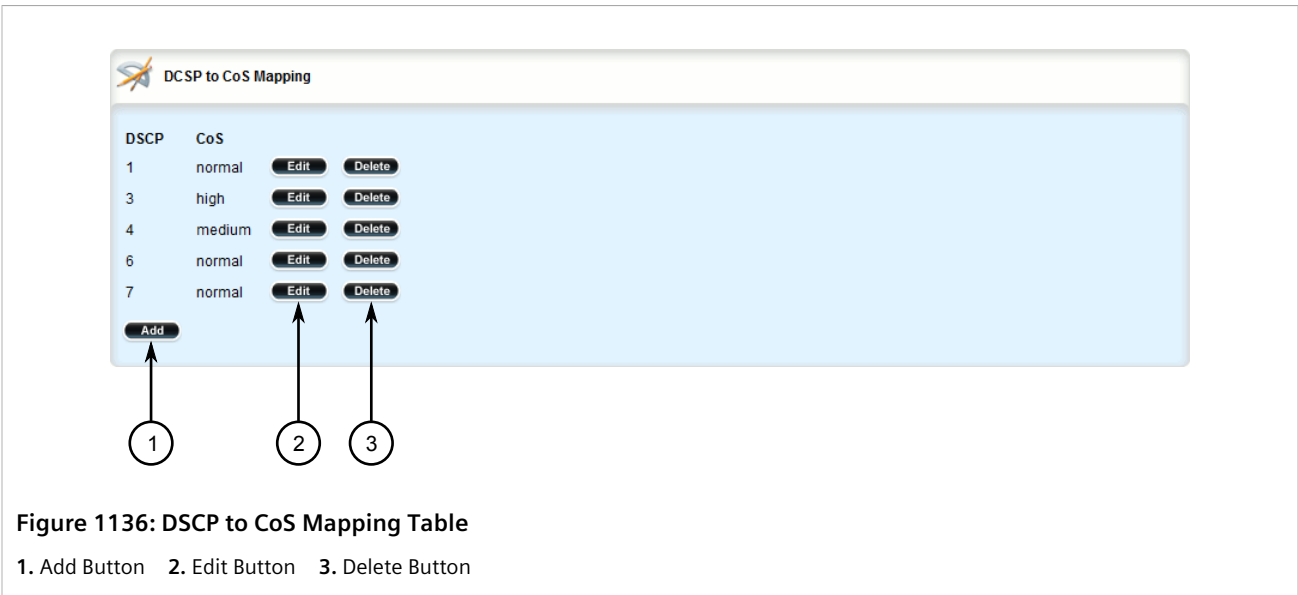 DCSP to CoS Mapping
DSCP CoS
1 normal Edit Delete
3 high Edit Delete
4 medium Edit Delete
6 normal Edit Delete
7 normal Edit Delete
Add
1 2 3
Figure 1136: DSCP to CoS Mapping Table
1. Add Button 2. Edit Button 3. Delete Button